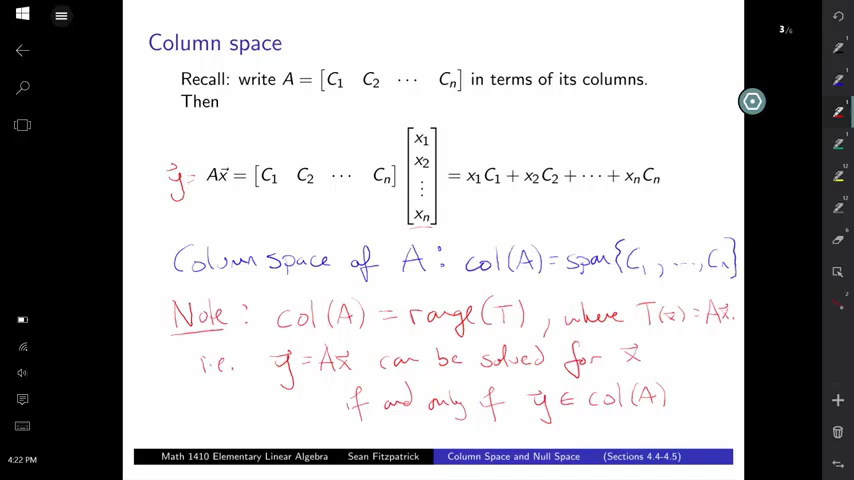 3/6
Column space
Recall: write A = [C₁ C₂ ⋯ Cₙ] in terms of its columns.
Then
y⃗ = Ax⃗ = [C₁ C₂ ⋯ Cₙ] [x₁ x₂ ⋮ xₙ] = x₁C₁ + x₂C₂ + ⋯ + xₙCₙ
Column space of A : col(A) = span{C₁, ..., Cₙ}
Note : col(A) = range(T), where T(x⃗) = Ax⃗.
i.e. y⃗ = Ax⃗ can be solved for x⃗
if and only if y⃗ ∈ col(A)
Math 1410 Elementary Linear Algebra Sean Fitzpatrick Column Space and Null Space (Sections 4.4-4.5)
4:22 PM